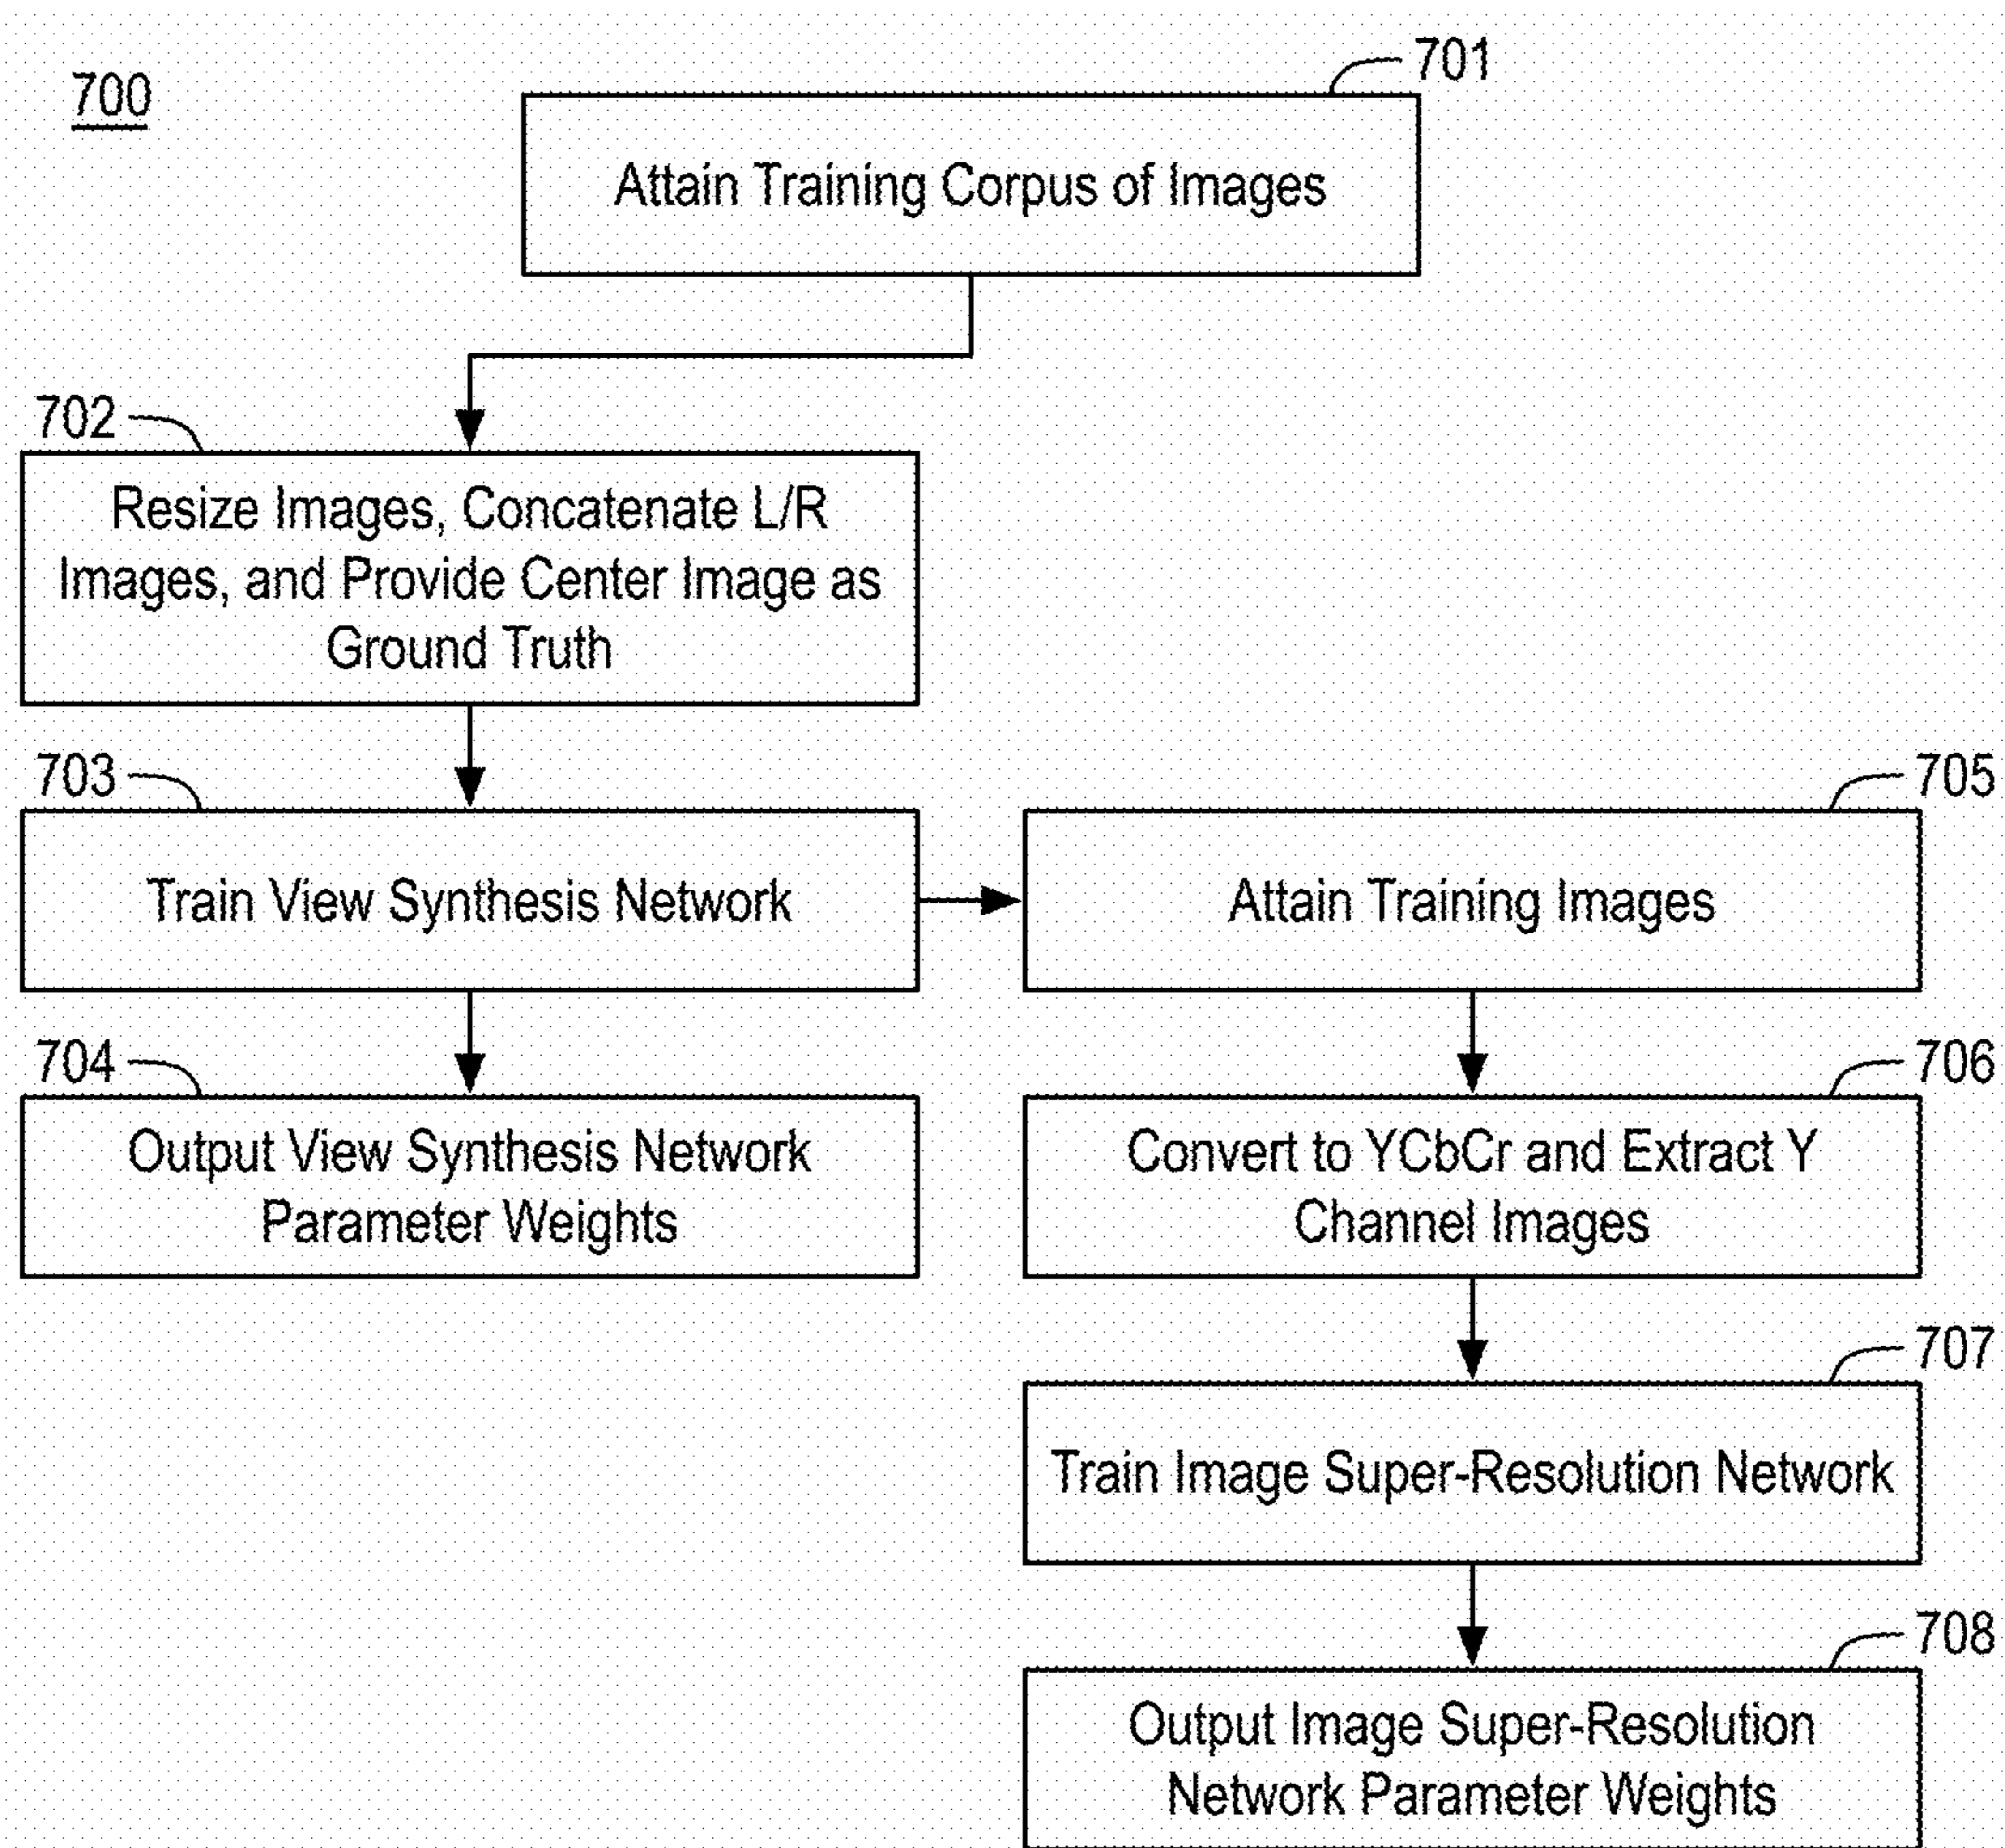 700
701
Attain Training Corpus of Images
702
Resize Images, Concatenate L/R
Images, and Provide Center Image as
Ground Truth
703
Train View Synthesis Network
704
Output View Synthesis Network
Parameter Weights
705
Attain Training Images
706
Convert to YCbCr and Extract Y
Channel Images
707
Train Image Super-Resolution Network
708
Output Image Super-Resolution
Network Parameter Weights